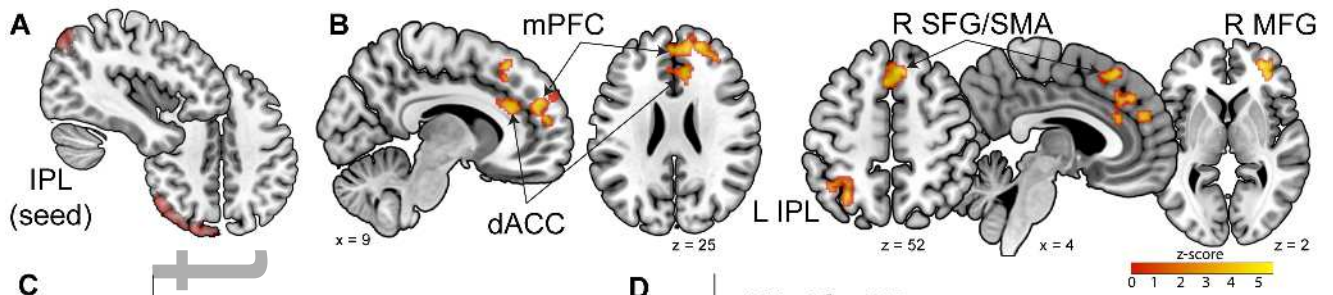 A
B
mPFC
R SFG/SMA
R MFG
IPL
(seed)
dACC
L IPL
x = 9
z = 25
z = 52
x = 4
z = 2
z-score
0 1 2 3 4 5
C
D
t